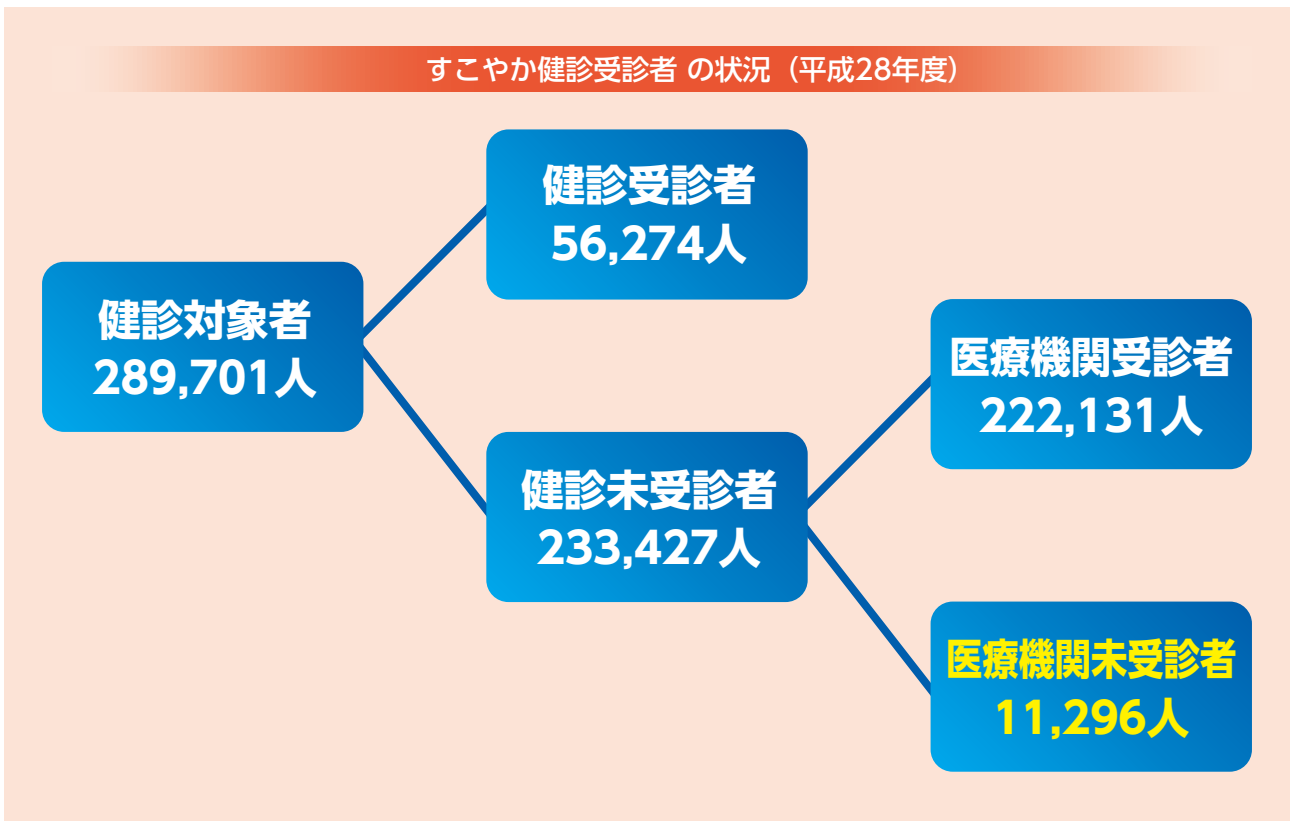 すこやか健診受診者 の状況（平成28年度）
健診受診者
56,274人
健診対象者
289,701人
医療機関受診者
222,131人
健診未受診者
233,427人
医療機関未受診者
11,296人